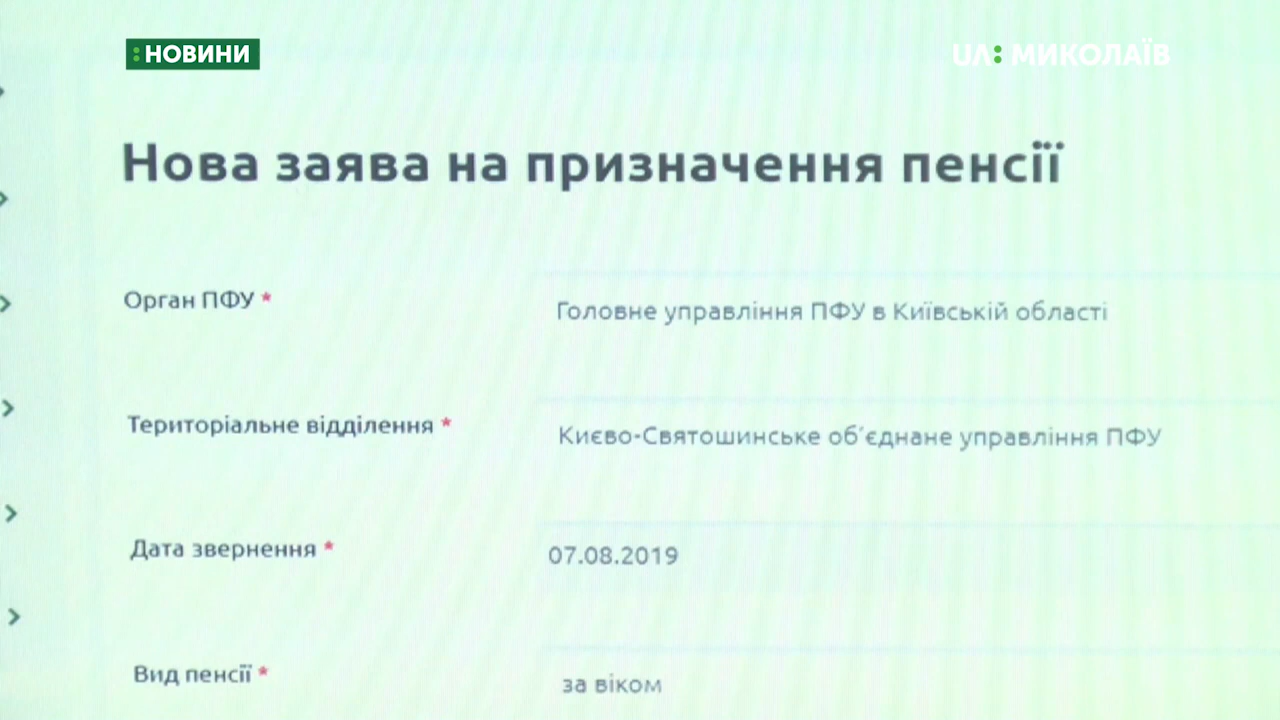 : НОВИНИ
UA: МИКОЛАЇВ
Нова заява на призначення пенсії
Орган ПФУ *
Головне управління ПФУ в Київській області
Територіальне відділення *
Києво-Святошинське об'єднане управління ПФУ
Дата звернення *
07.08.2019
Вид пенсії *
за віком